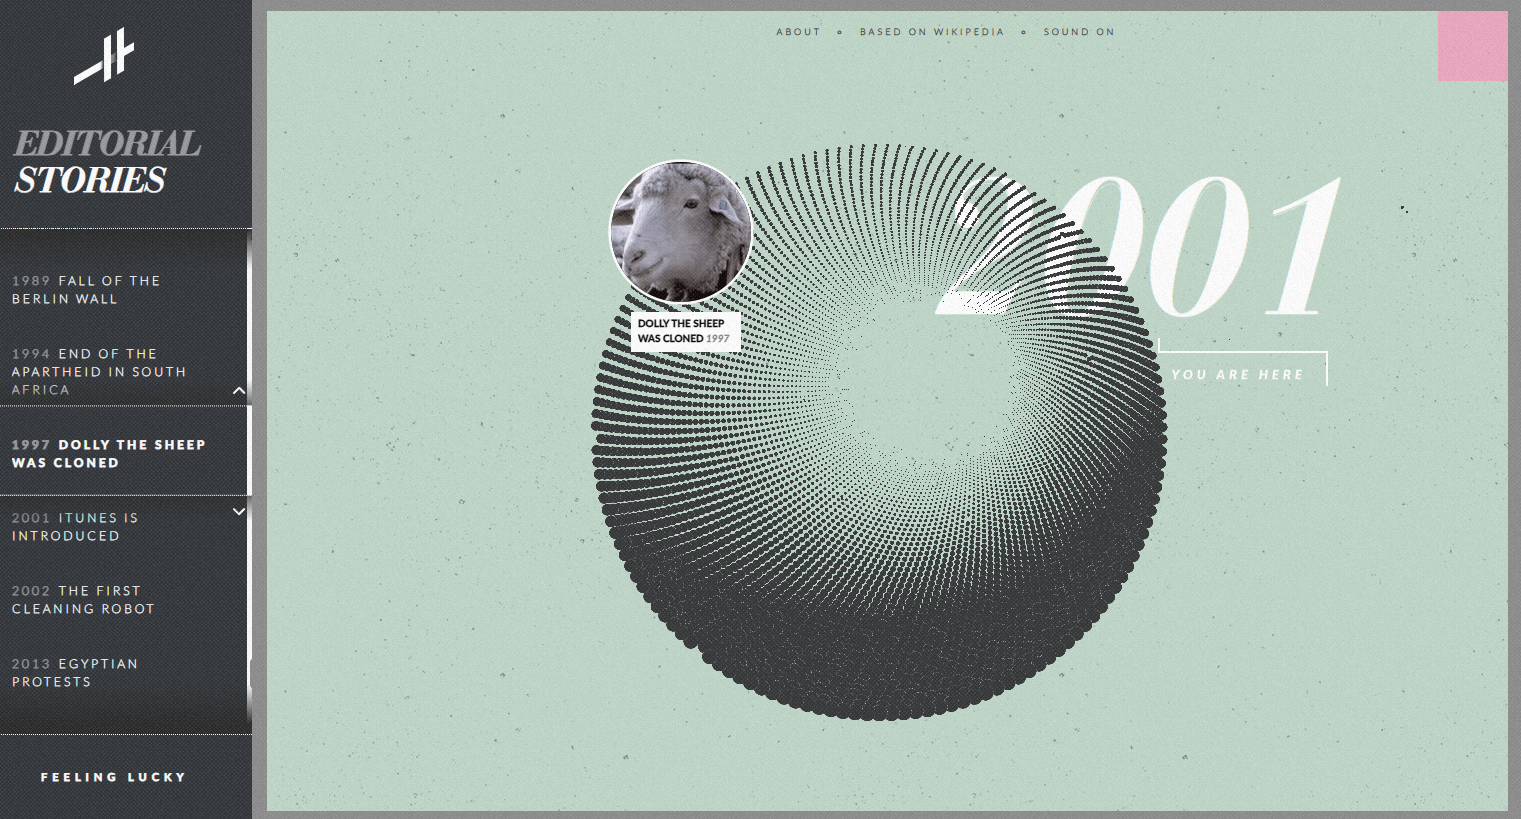 EDITORIAL
STORIES
1989 FALL OF THE
BERLIN WALL
1994 END OF THE
APARTHEID IN SOUTH
AFRICA
1997 DOLLY THE SHEEP
WAS CLONED
2001 ITUNES IS
INTRODUCED
2002 THE FIRST
CLEANING ROBOT
2013 EGYPTIAN
PROTESTS
FEELING LUCKY
ABOUT
BASED ON WIKIPEDIA
SOUND ON
2001
DOLLY THE SHEEP
WAS CLONED 1997
YOU ARE HERE